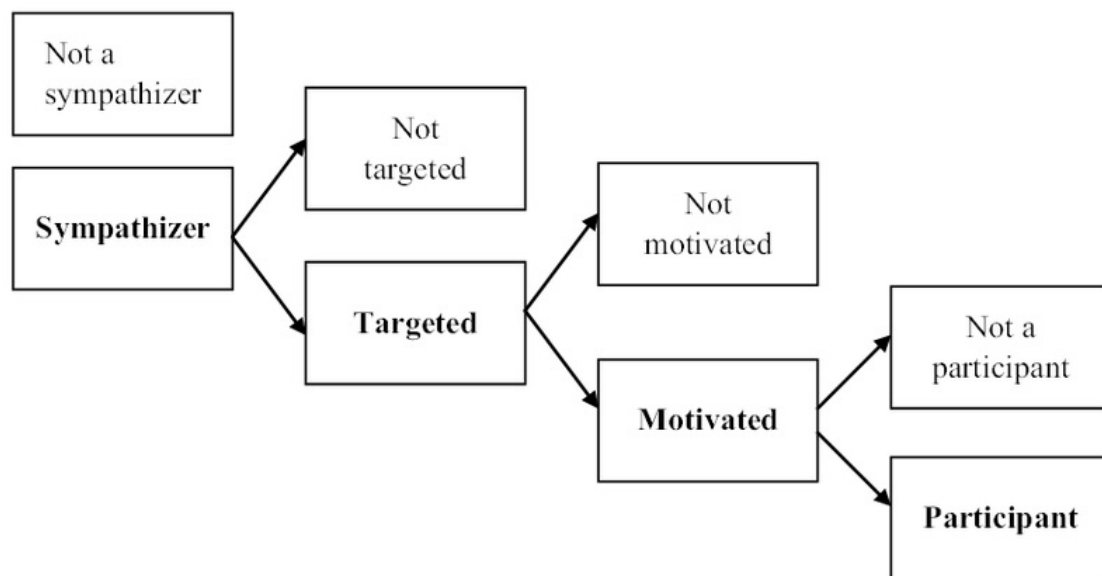 Not a
sympathizer
Sympathizer
Not
targeted
Targeted
Not
motivated
Motivated
Not a
participant
Participant